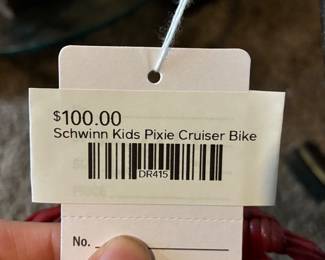 $100.00
Schwinn Kids Pixie Cruiser Bike
DR415
No.